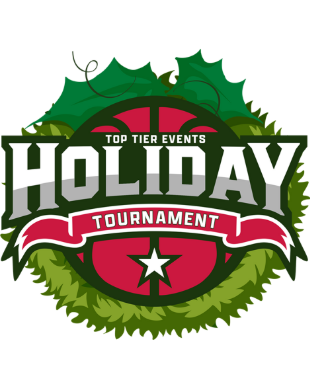 TOP TIER EVENTS
HOLIDAY
TOURNAMENT